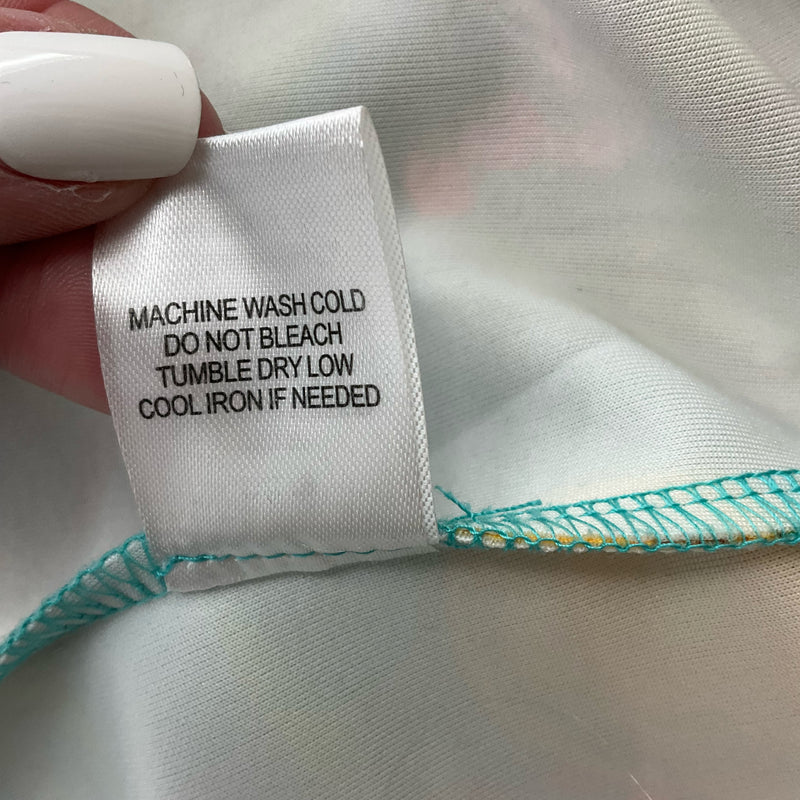 MACHINE WASH COLD
DO NOT BLEACH
TUMBLE DRY LOW
COOL IRON IF NEEDED